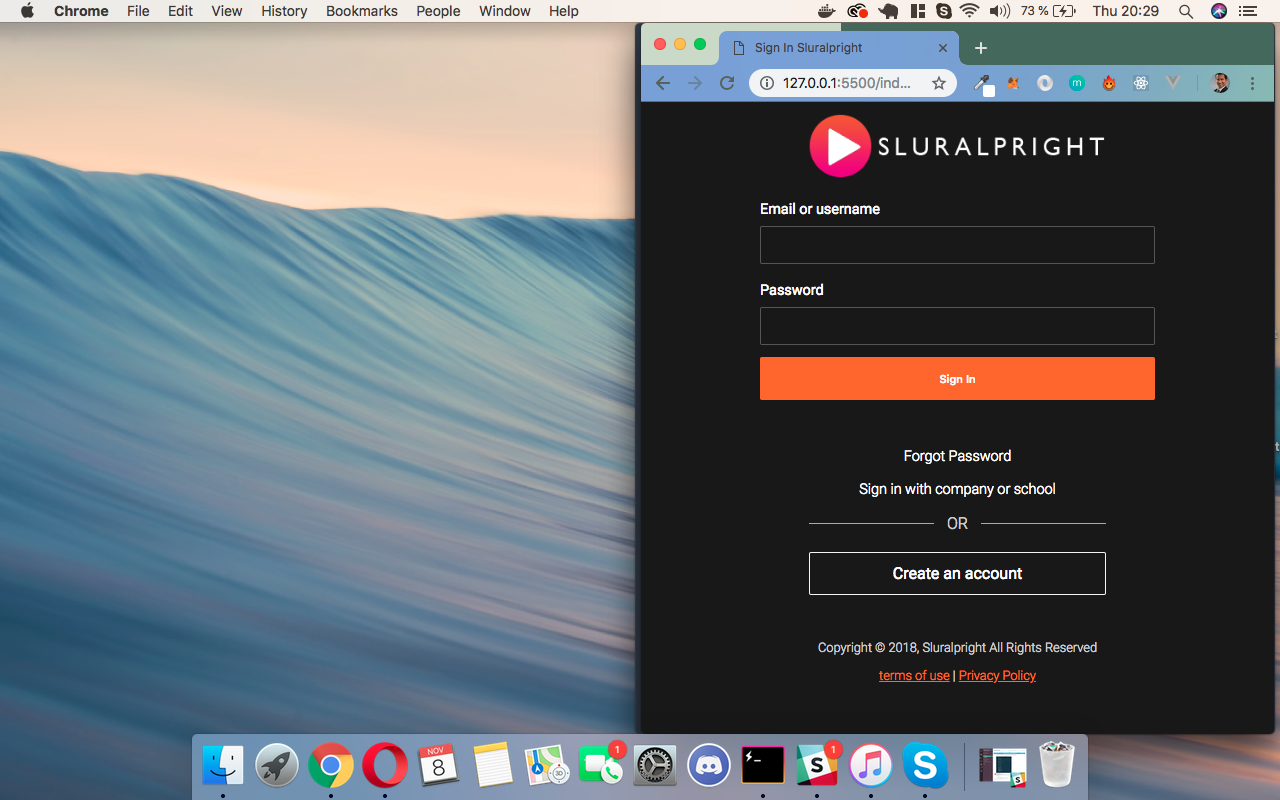 Chrome File Edit View History Bookmarks People Window Help 73 % Thu 20:29
Sign In Sluralpright
127.0.0.1:5500/ind...
m
SLURALPRIGHT
Email or username
Password
Sign In
Forgot Password
Sign in with company or school
OR
Create an account
Copyright © 2018, Sluralpright All Rights Reserved
terms of use | Privacy Policy
NOV
8
30
1
1
S
S